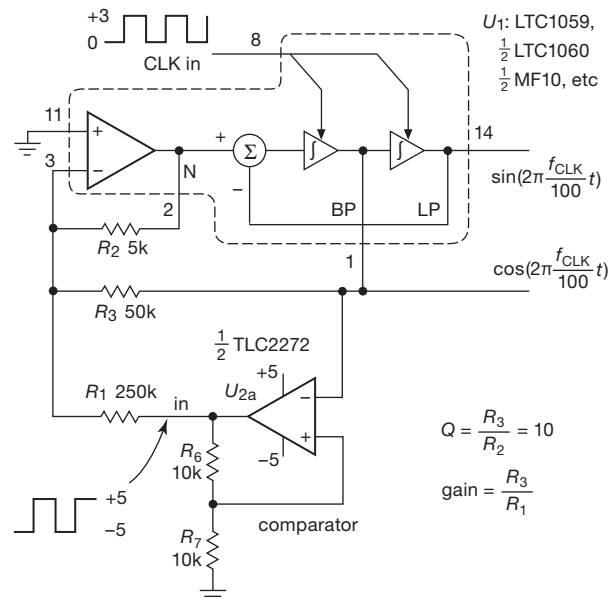 +3
0
CLK in
8
U1: LTC1059,
1/2 LTC1060
1/2 MF10, etc
11
+
3
−
N
2
+
Σ
−
∫
∫
BP
LP
14
sin(2π fCLK/100 t)
1
cos(2π fCLK/100 t)
R2 5k
R3 50k
1/2 TLC2272
R1 250k
in
U2a
+5
−
+
−5
Q = R3/R2 = 10
gain = R3/R1
R6
10k
+5
−5
comparator
R7
10k